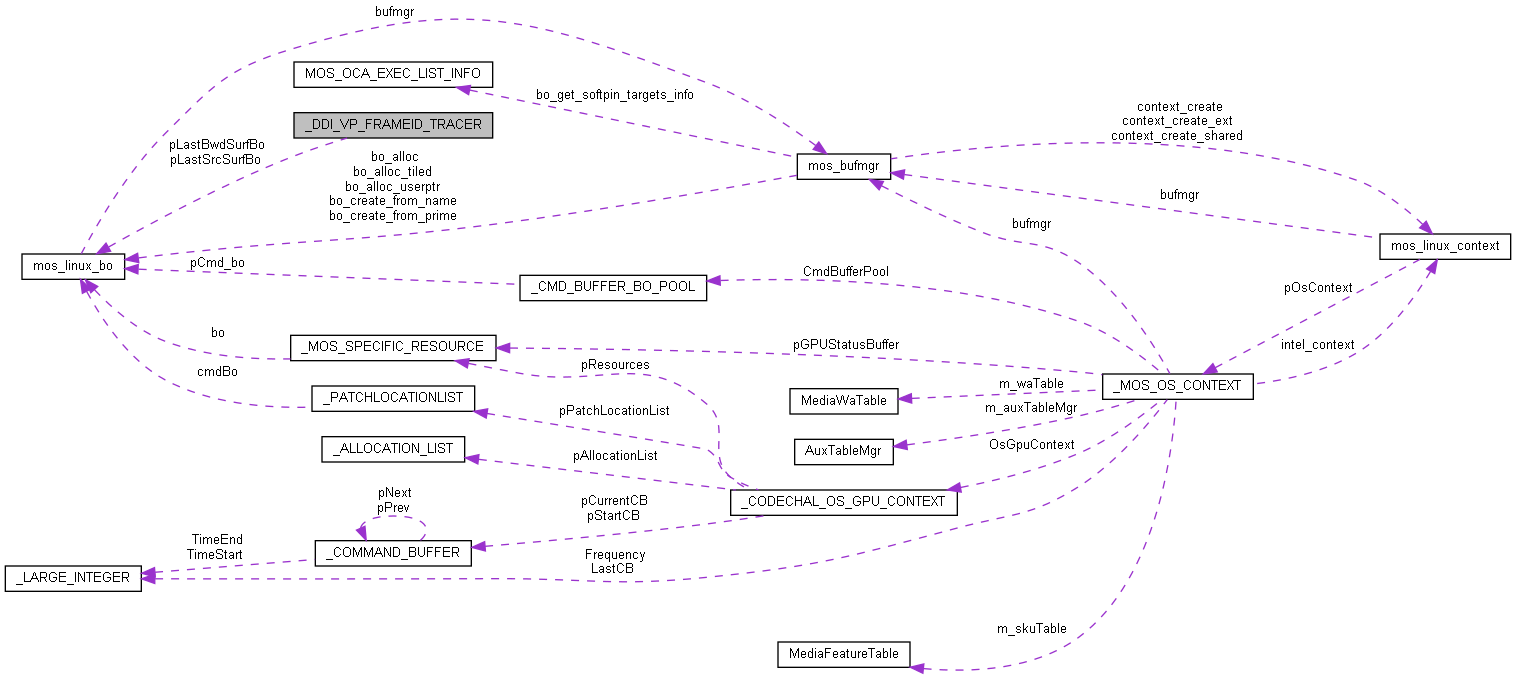 bufmgr
MOS_OCA_EXEC_LIST_INFO
bo_get_softpin_targets_info
context_create
context_create_ext
context_create_shared
_DDI_VP_FRAMEID_TRACER
pLastBwdSurfBo
pLastSrcSurfBo
bo_alloc
bo_alloc_tiled
bo_alloc_userptr
bo_create_from_name
bo_create_from_prime
mos_bufmgr
bufmgr
bufmgr
mos_linux_context
mos_linux_bo
pCmd_bo
_CMD_BUFFER_BO_POOL
CmdBufferPool
pOsContext
bo
_MOS_SPECIFIC_RESOURCE
pGPUStatusBuffer
intel_context
cmdBo
pResources
_PATCHLOCATIONLIST
MediaWaTable
m_waTable
_MOS_OS_CONTEXT
pPatchLocationList
m_auxTableMgr
_ALLOCATION_LIST
pAllocationList
AuxTableMgr
OsGpuContext
pNext
pPrev
pCurrentCB
pStartCB
_CODECHAL_OS_GPU_CONTEXT
TimeEnd
TimeStart
_COMMAND_BUFFER
Frequency
LastCB
_LARGE_INTEGER
m_skuTable
MediaFeatureTable